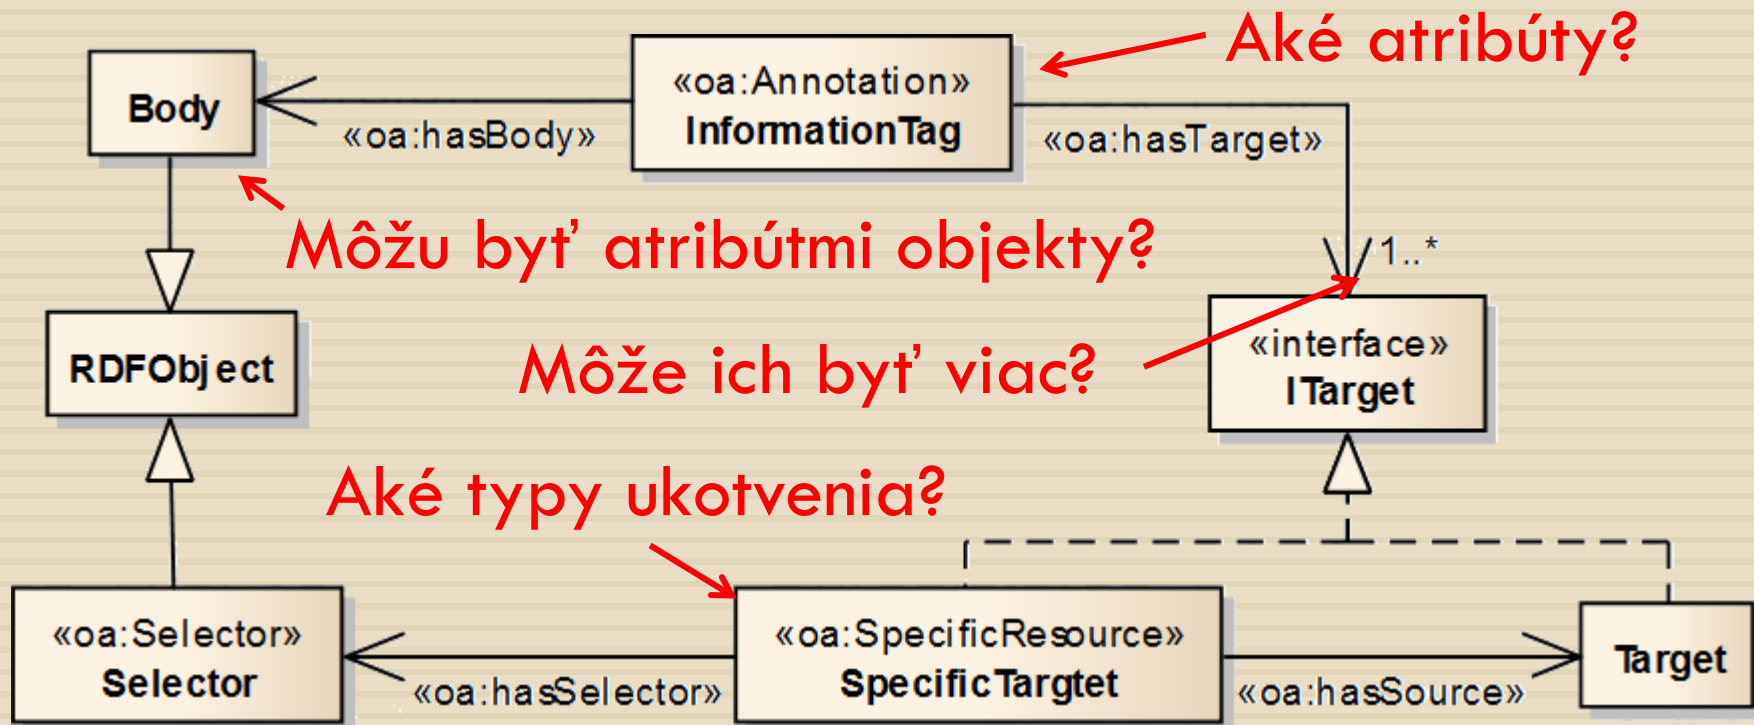 Aké atribúty?
«oa:Annotation»
InformationTag
Body
«oa:hasBody»
«oa:hasTarget»
Môžu byť atribútmi objekty?
1..*
«interface»
ITarget
RDFObject
Môže ich byť viac?
Aké typy ukotvenia?
«oa:Selector»
Selector
«oa:hasSelector»
«oa:SpecificResource»
SpecificTargtet
«oa:hasSource»
Target